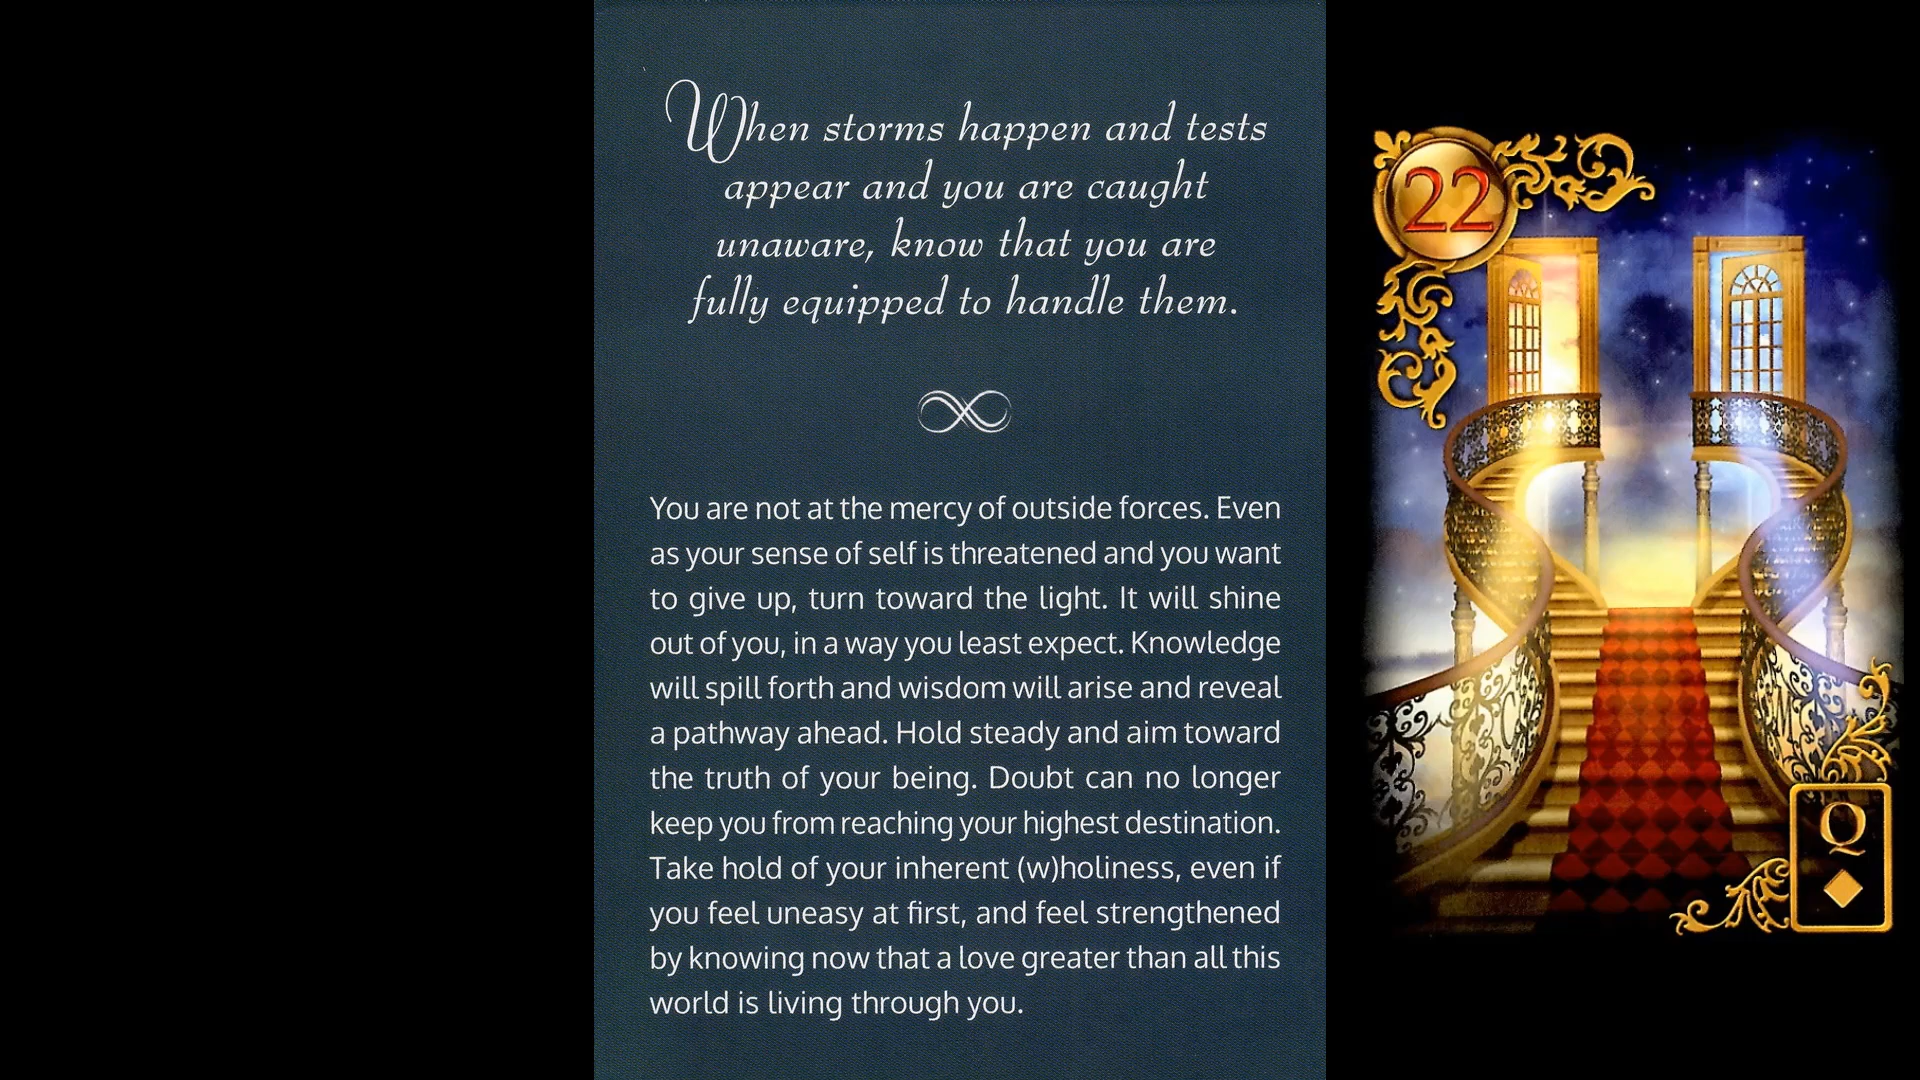 When storms happen and tests
appear and you are caught
unaware, know that you are
fully equipped to handle them.
You are not at the mercy of outside forces. Even
as your sense of self is threatened and you want
to give up, turn toward the light. It will shine
out of you, in a way you least expect. Knowledge
will spill forth and wisdom will arise and reveal
a pathway ahead. Hold steady and aim toward
the truth of your being. Doubt can no longer
keep you from reaching your highest destination.
Take hold of your inherent (w)holiness, even if
you feel uneasy at first, and feel strengthened
by knowing now that a love greater than all this
world is living through you.
22
Q